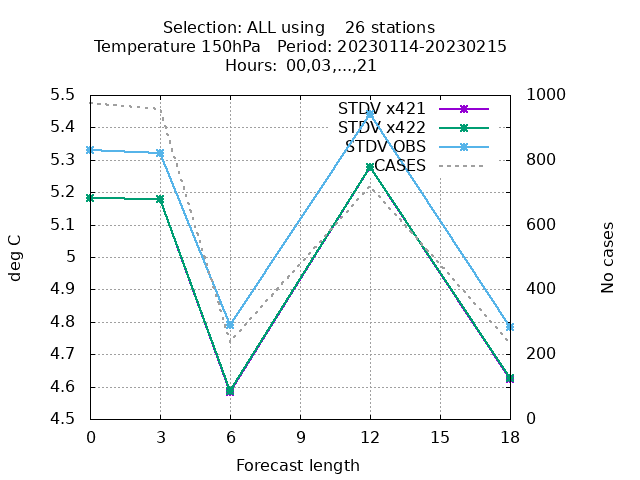 Selection: ALL using    26 stations
Temperature 150hPa   Period: 20230114-20230215
Hours:  00,03,...,21
STDV x421
STDV x422
STDV OBS
CASES
5.5
5.4
5.3
5.2
5.1
5
4.9
4.8
4.7
4.6
4.5
deg C
1000
800
600
400
200
0
No cases
0
3
6
9
12
15
18
Forecast length